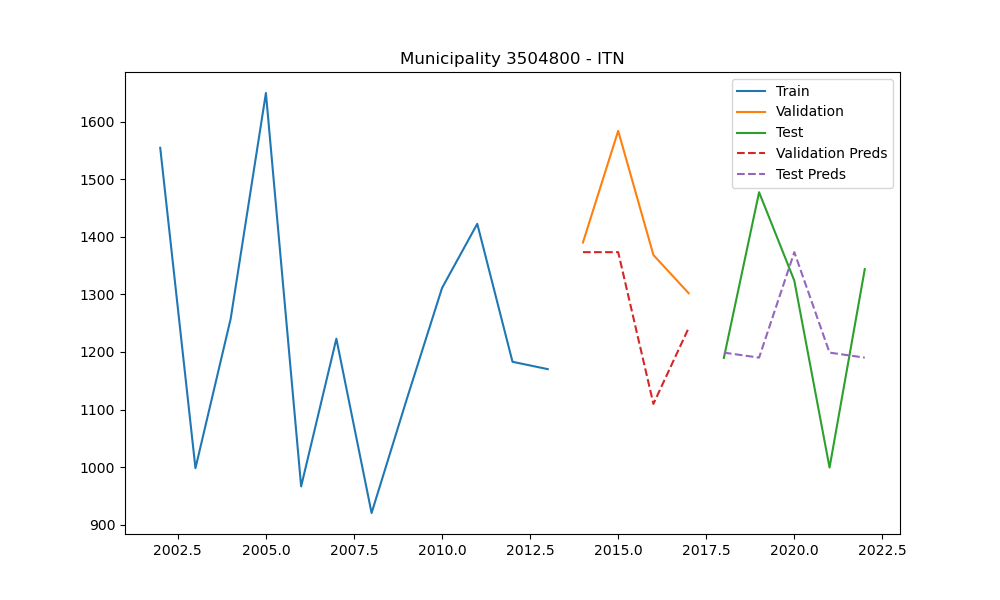 Municipality 3504800 - ITN
Train
Validation
Test
Validation Preds
Test Preds
1600
1500
1400
1300
1200
1100
1000
900
2002.5 2005.0 2007.5 2010.0 2012.5 2015.0 2017.5 2020.0 2022.5